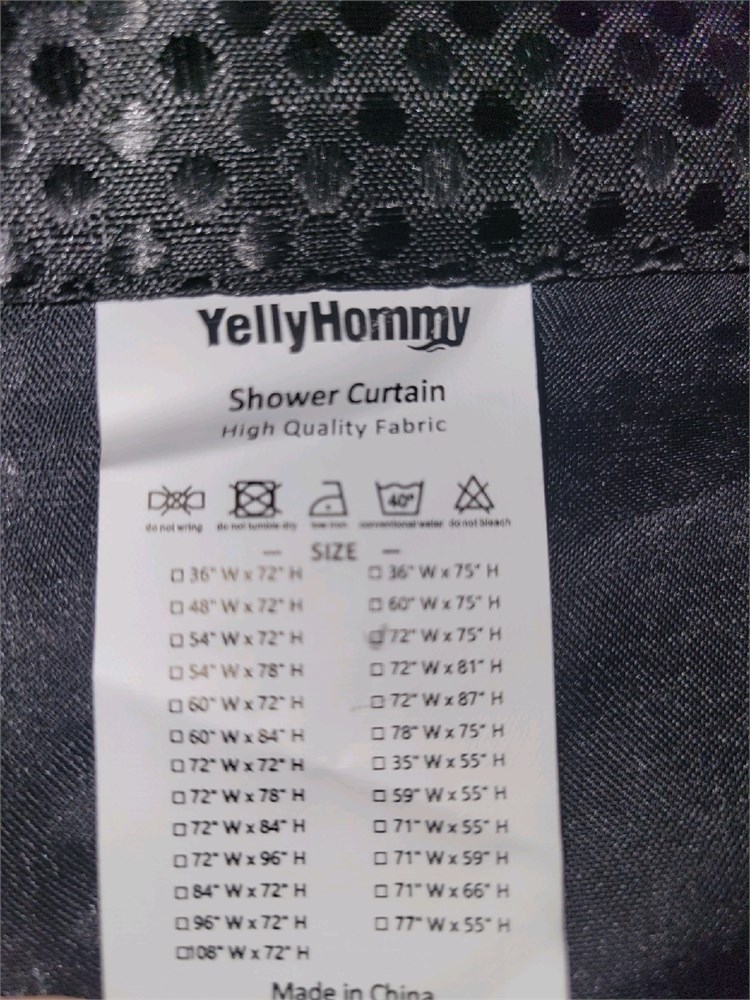 YellyHommy
Shower Curtain
High Quality Fabric
do not wring do not tumble dry low iron conventional water do not bleach
40°
— SIZE —
☐ 36" W x 72" H ☐ 36" W x 75" H
☐ 48" W x 72" H ☐ 60" W x 75" H
☐ 54" W x 72" H ☐ 72" W x 75" H
☐ 54" W x 78" H ☐ 72" W x 81" H
☐ 60" W x 72" H ☐ 72" W x 87" H
☐ 60" W x 84" H ☐ 78" W x 75" H
☐ 72" W x 72" H ☐ 35" W x 55" H
☐ 72" W x 78" H ☐ 59" W x 55" H
☐ 72" W x 84" H ☐ 71" W x 55" H
☐ 72" W x 96" H ☐ 71" W x 59" H
☐ 84" W x 72" H ☐ 71" W x 66" H
☐ 96" W x 72" H ☐ 77" W x 55" H
☐108" W x 72" H
Made in China